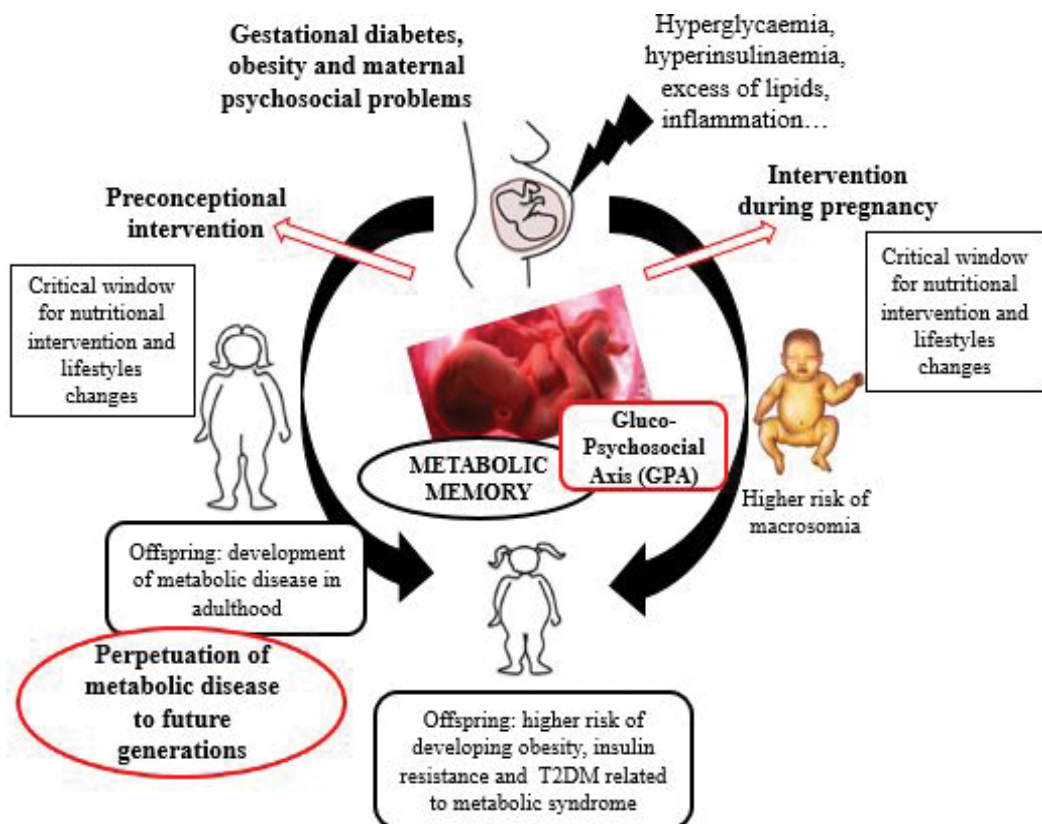 Gestational diabetes,
obesity and maternal
psychosocial problems
Hyperglycaemia,
hyperinsulinaemia,
excess of lipids,
inflammation…
Preconceptional
intervention
Intervention
during pregnancy
Critical window
for nutritional
intervention and
lifestyles
changes
Critical window
for nutritional
intervention and
lifestyles
changes
Gluco-
Psychosocial
Axis (GPA)
METABOLIC
MEMORY
Higher risk of
macrosomia
Offspring: development
of metabolic disease in
adulthood
Perpetuation of
metabolic disease
to future
generations
Offspring: higher risk of
developing obesity, insulin
resistance and T2DM related
to metabolic syndrome